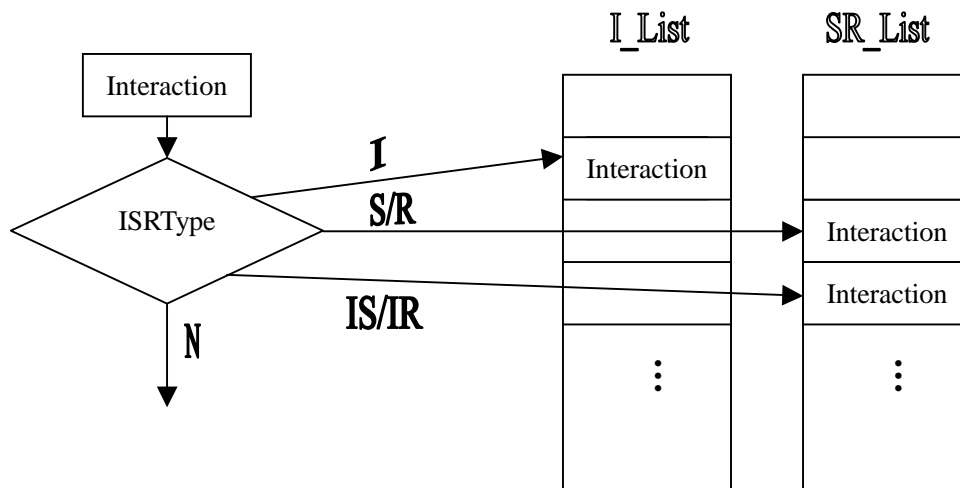 I_List SR_List
Interaction
I
Interaction
ISRType
S/R
Interaction
Interaction
IS/IR
N